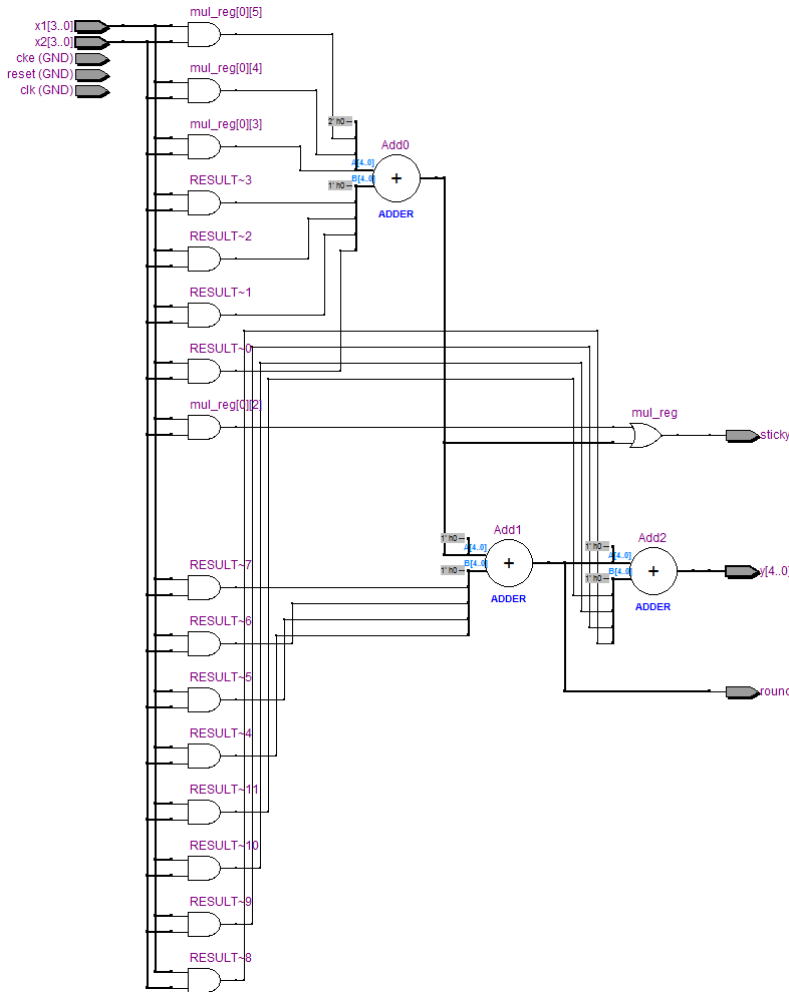 x1[3..0]
x2[3..0]
cke (GND)
reset (GND)
clk (GND)
mul_reg[0][5]
mul_reg[0][4]
2' h0
mul_reg[0][3]
Add0
A[4..0]
B[4..0]
1' h0
ADDER
RESULT~3
RESULT~2
RESULT~1
RESULT~0
mul_reg[0][2]
mul_reg
sticky
Add1
1' h0
A[4..0]
B[4..0]
1' h0
ADDER
Add2
1' h0
A[4..0]
B[4..0]
1' h0
ADDER
y[4..0]
RESULT~7
RESULT~6
RESULT~5
round
RESULT~4
RESULT~11
RESULT~10
RESULT~9
RESULT~8